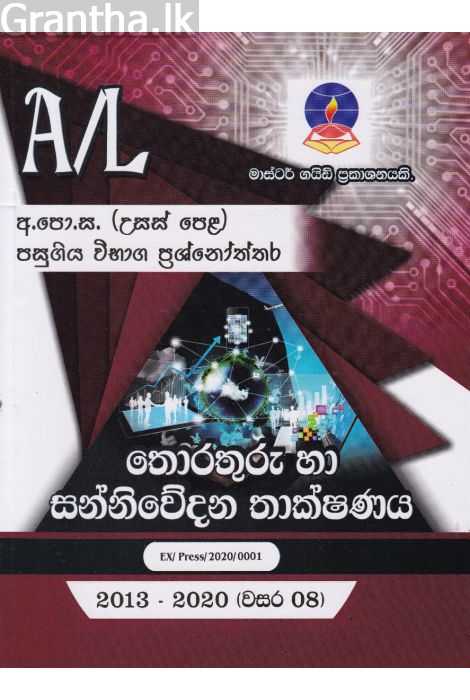 Grantha.lk
A/L
මාස්ටර් ගයිඩ් ප්‍රකාශනයකි.
අ.පො.ස. (උසස් පෙළ)
පසුගිය විභාග ප්‍රශ්නෝත්තර
තොරතුරු හා
සන්නිවේදන තාක්ෂණය
EX/ Press/2020/0001
2013 - 2020 (වසර 08)